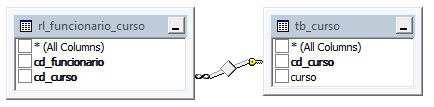 rl_funcionario_curso
* (All Columns)
cd_funcionario
cd_curso
tb_curso
* (All Columns)
cd_curso
curso